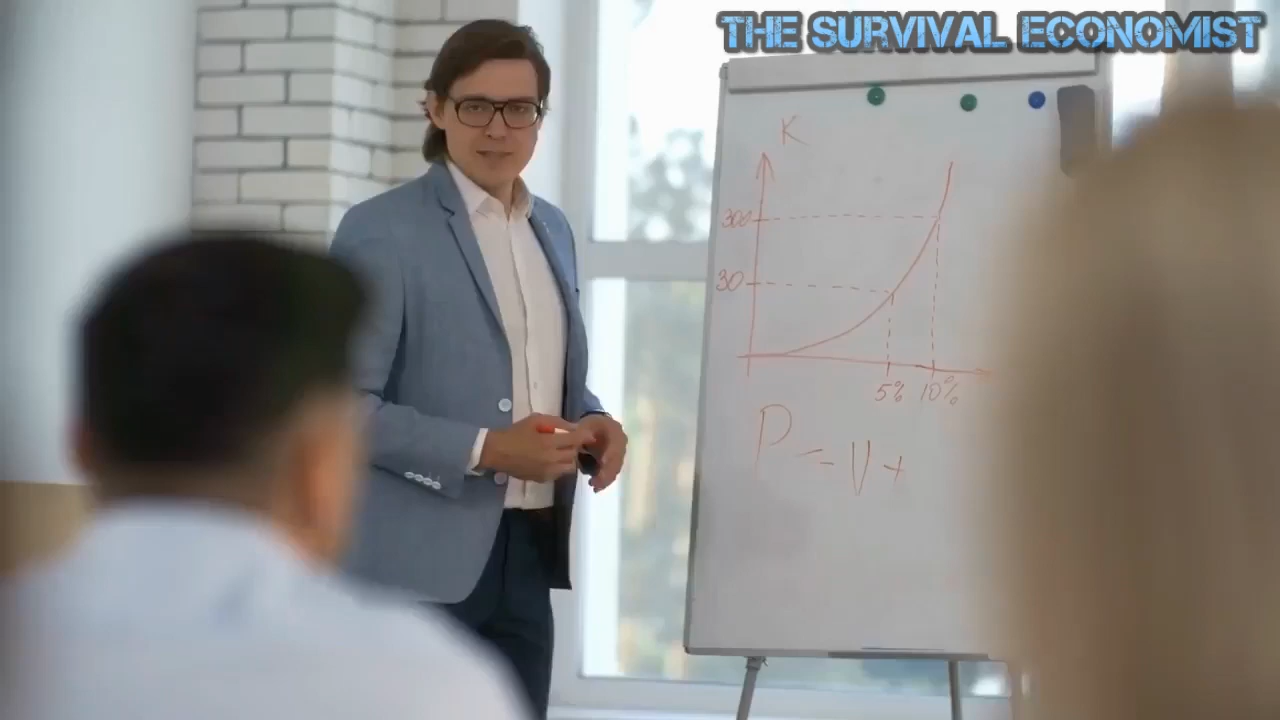 THE SURVIVAL ECONOMIST
K
300
30
5% 10%
P = V +